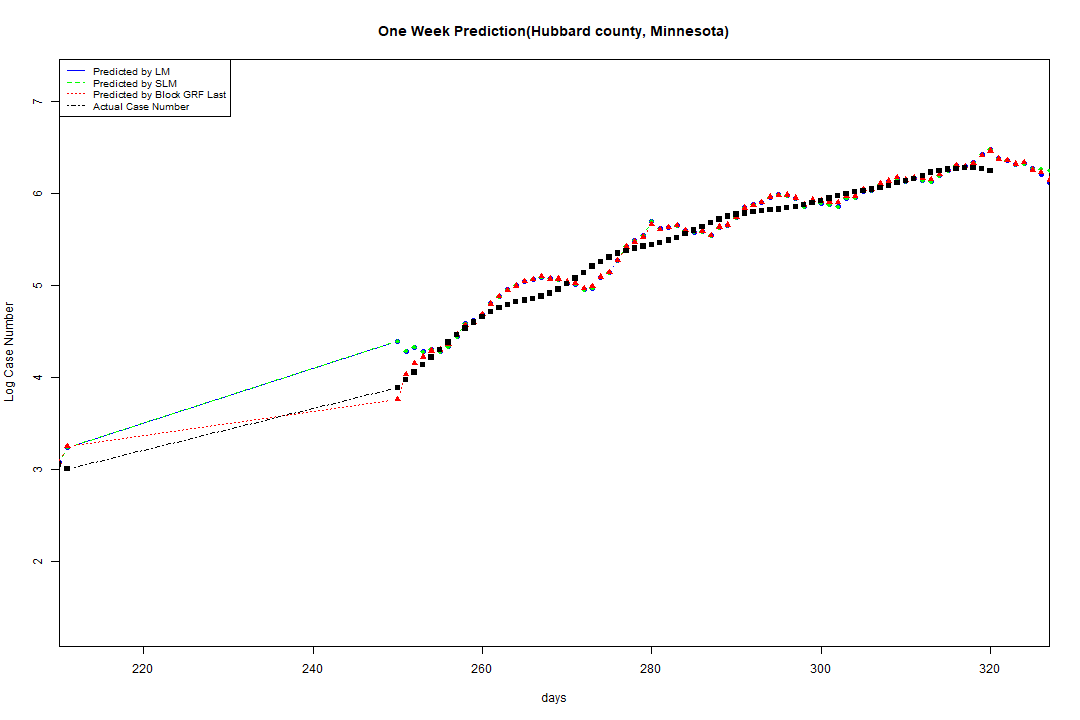 One Week Prediction(Hubbard county, Minnesota)
Predicted by LM
Predicted by SLM
Predicted by Block GRF Last
Actual Case Number
7
6
5
4
3
2
Log Case Number
220 240 260 280 300 320
days